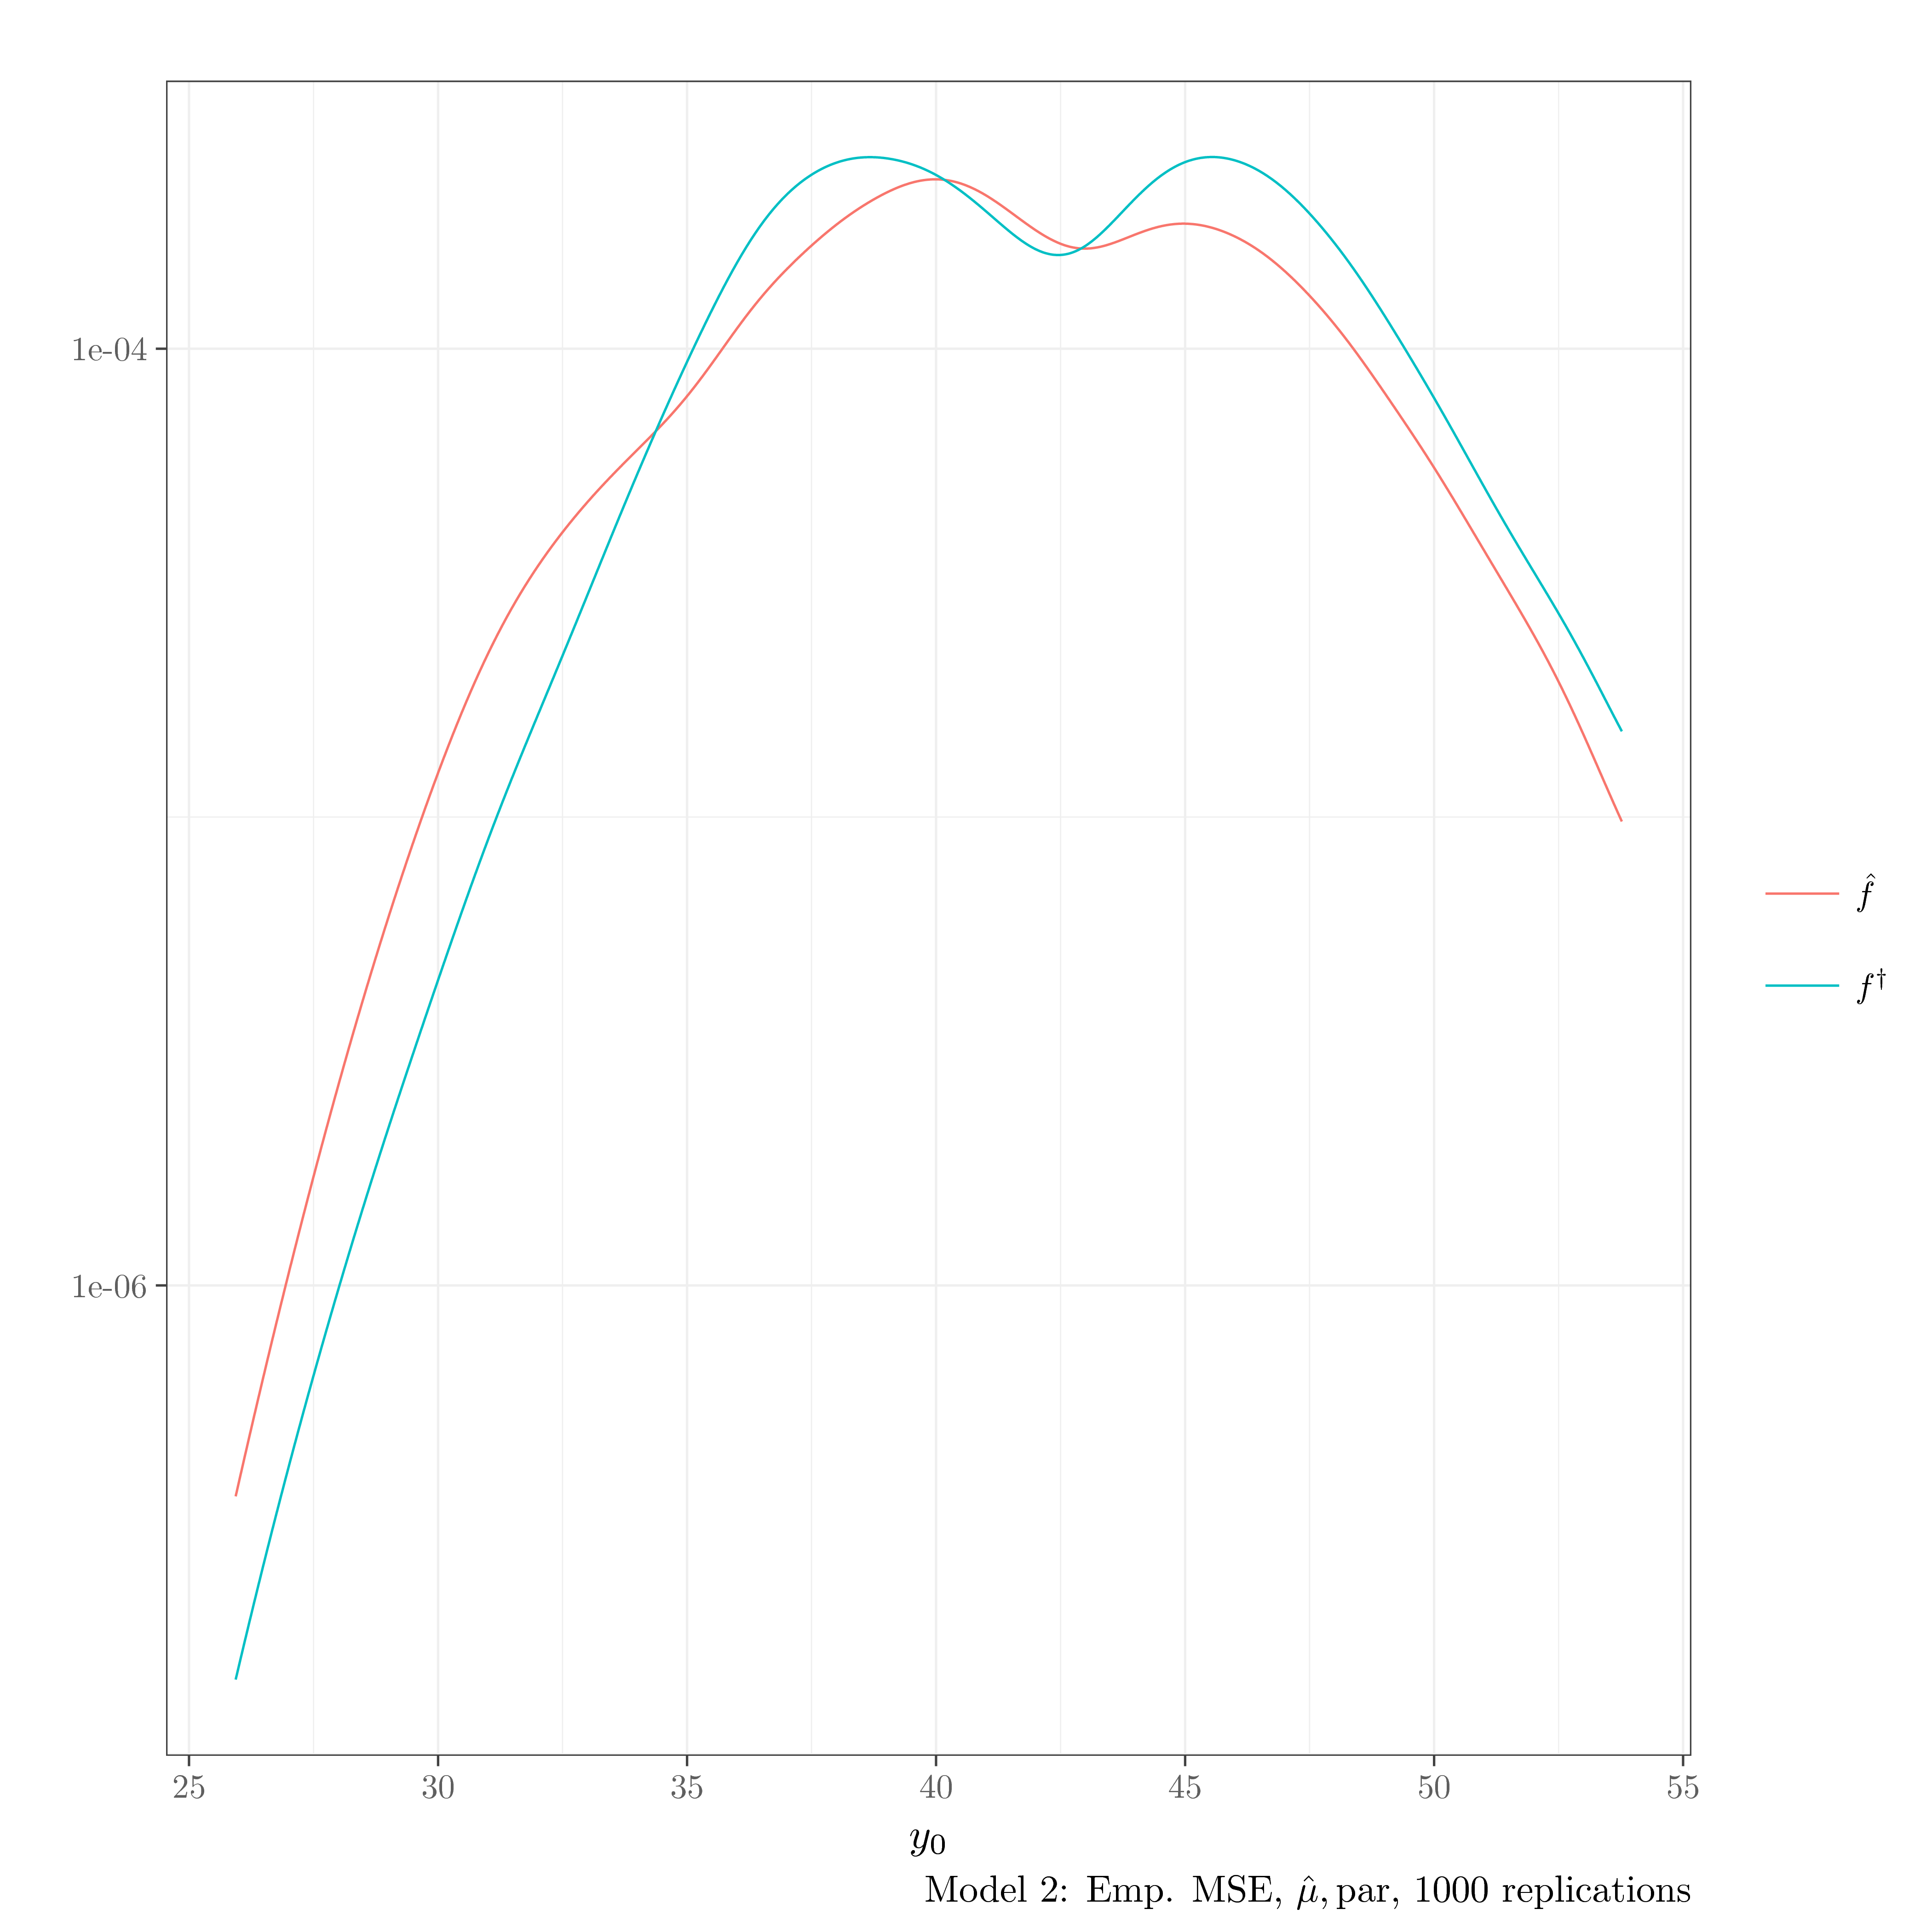 1e-04
1e-06
25 30 35 40 45 50 55
y₀
f̂
f†
Model 2: Emp. MSE, μ̂, par, 1000 replications